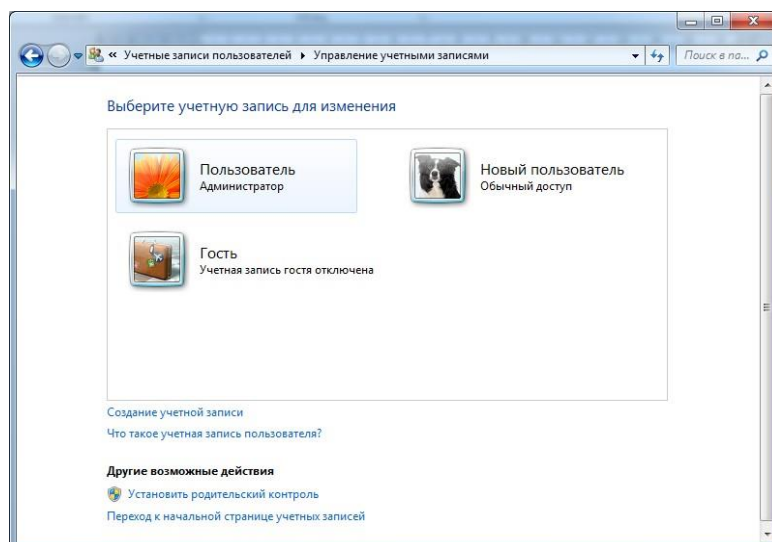 « Учетные записи пользователей ▸ Управление учетными записями
Поиск в па...
Выберите учетную запись для изменения
Пользователь
Администратор
Новый пользователь
Обычный доступ
Гость
Учетная запись гостя отключена
Создание учетной записи
Что такое учетная запись пользователя?
Другие возможные действия
Установить родительский контроль
Переход к начальной странице учетных записей